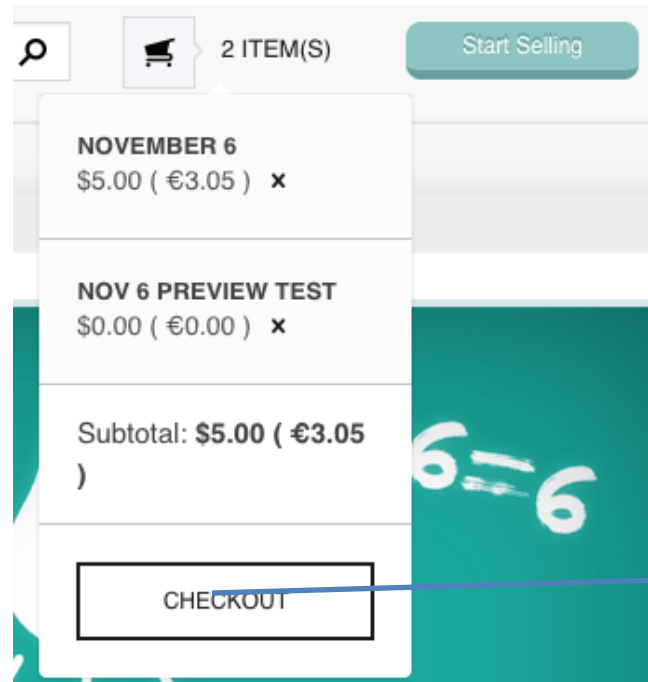 2 ITEM(S)
Start Selling
NOVEMBER 6
$5.00 ( €3.05 ) ×
NOV 6 PREVIEW TEST
$0.00 ( €0.00 ) ×
Subtotal: $5.00 ( €3.05
)
6=6
CHECKOUT